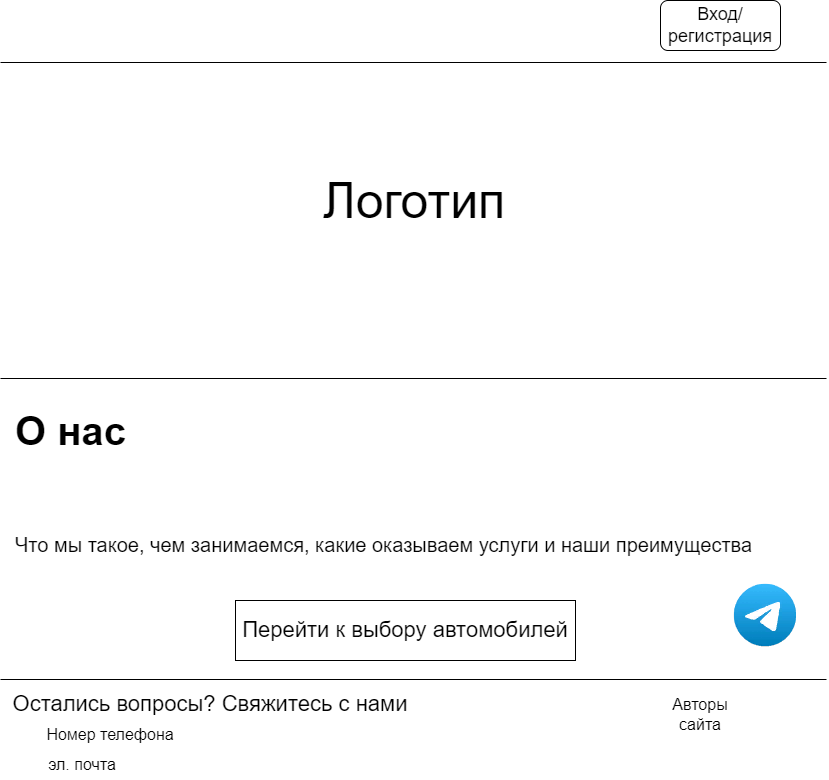 Вход/
регистрация
Логотип
О нас
Что мы такое, чем занимаемся, какие оказываем услуги и наши преимущества
Перейти к выбору автомобилей
Остались вопросы? Свяжитесь с нами
Номер телефона
эл. почта
Авторы
сайта